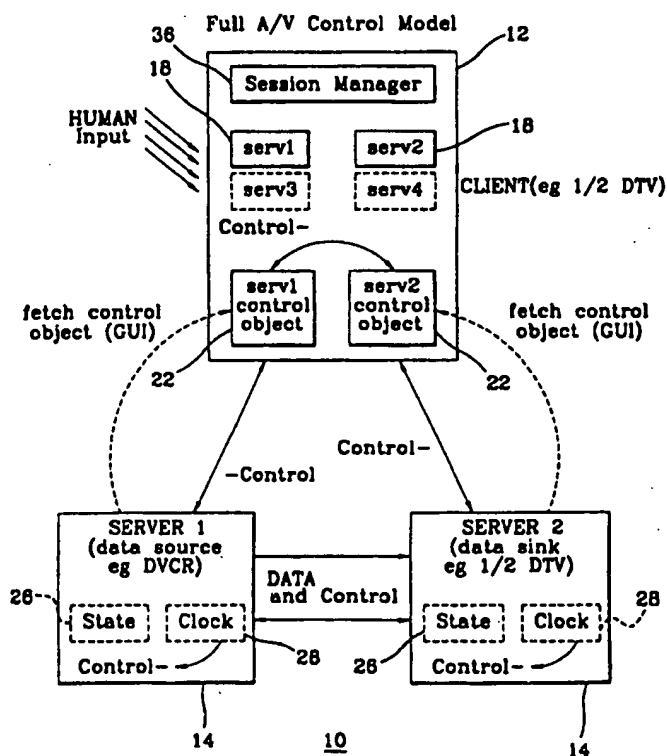 Full A/V Control Model
36
12
Session Manager
18
HUMAN
Input
serv1
serv2
18
serv3
serv4
CLIENT(eg 1/2 DTV)
Control-
serv1
control
object
serv2
control
object
fetch control
object (GUI)
fetch control
object (GUI)
22
22
-Control
Control-
SERVER 1
(data source
eg DVCR)
SERVER 2
(data sink
eg 1/2 DTV)
DATA
and Control
26
State
Clock
28
Control-
State
Clock
28
26
Control-
14
10
14